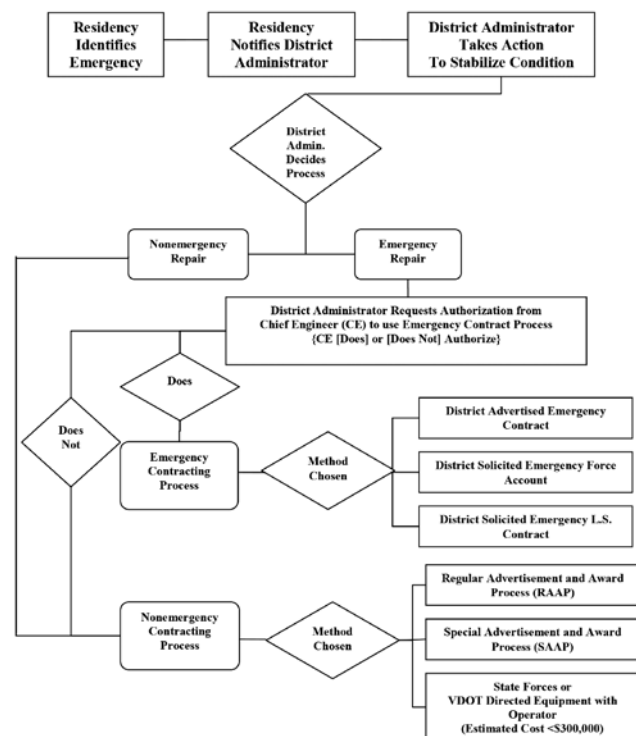 Residency
Identifies
Emergency
Residency
Notifies District
Administrator
District Administrator
Takes Action
To Stabilize Condition
District
Admin.
Decides
Process
Nonemergency
Repair
Emergency
Repair
District Administrator Requests Authorization from
Chief Engineer (CE) to use Emergency Contract Process
{CE [Does] or [Does Not] Authorize}
Does
Does
Not
Emergency
Contracting
Process
Method
Chosen
District Advertised Emergency
Contract
District Solicited Emergency Force
Account
District Solicited Emergency L.S.
Contract
Nonemergency
Contracting
Process
Method
Chosen
Regular Advertisement and Award
Process (RAAP)
Special Advertisement and Award
Process (SAAP)
State Forces or
VDOT Directed Equipment with
Operator
(Estimated Cost <$300,000)